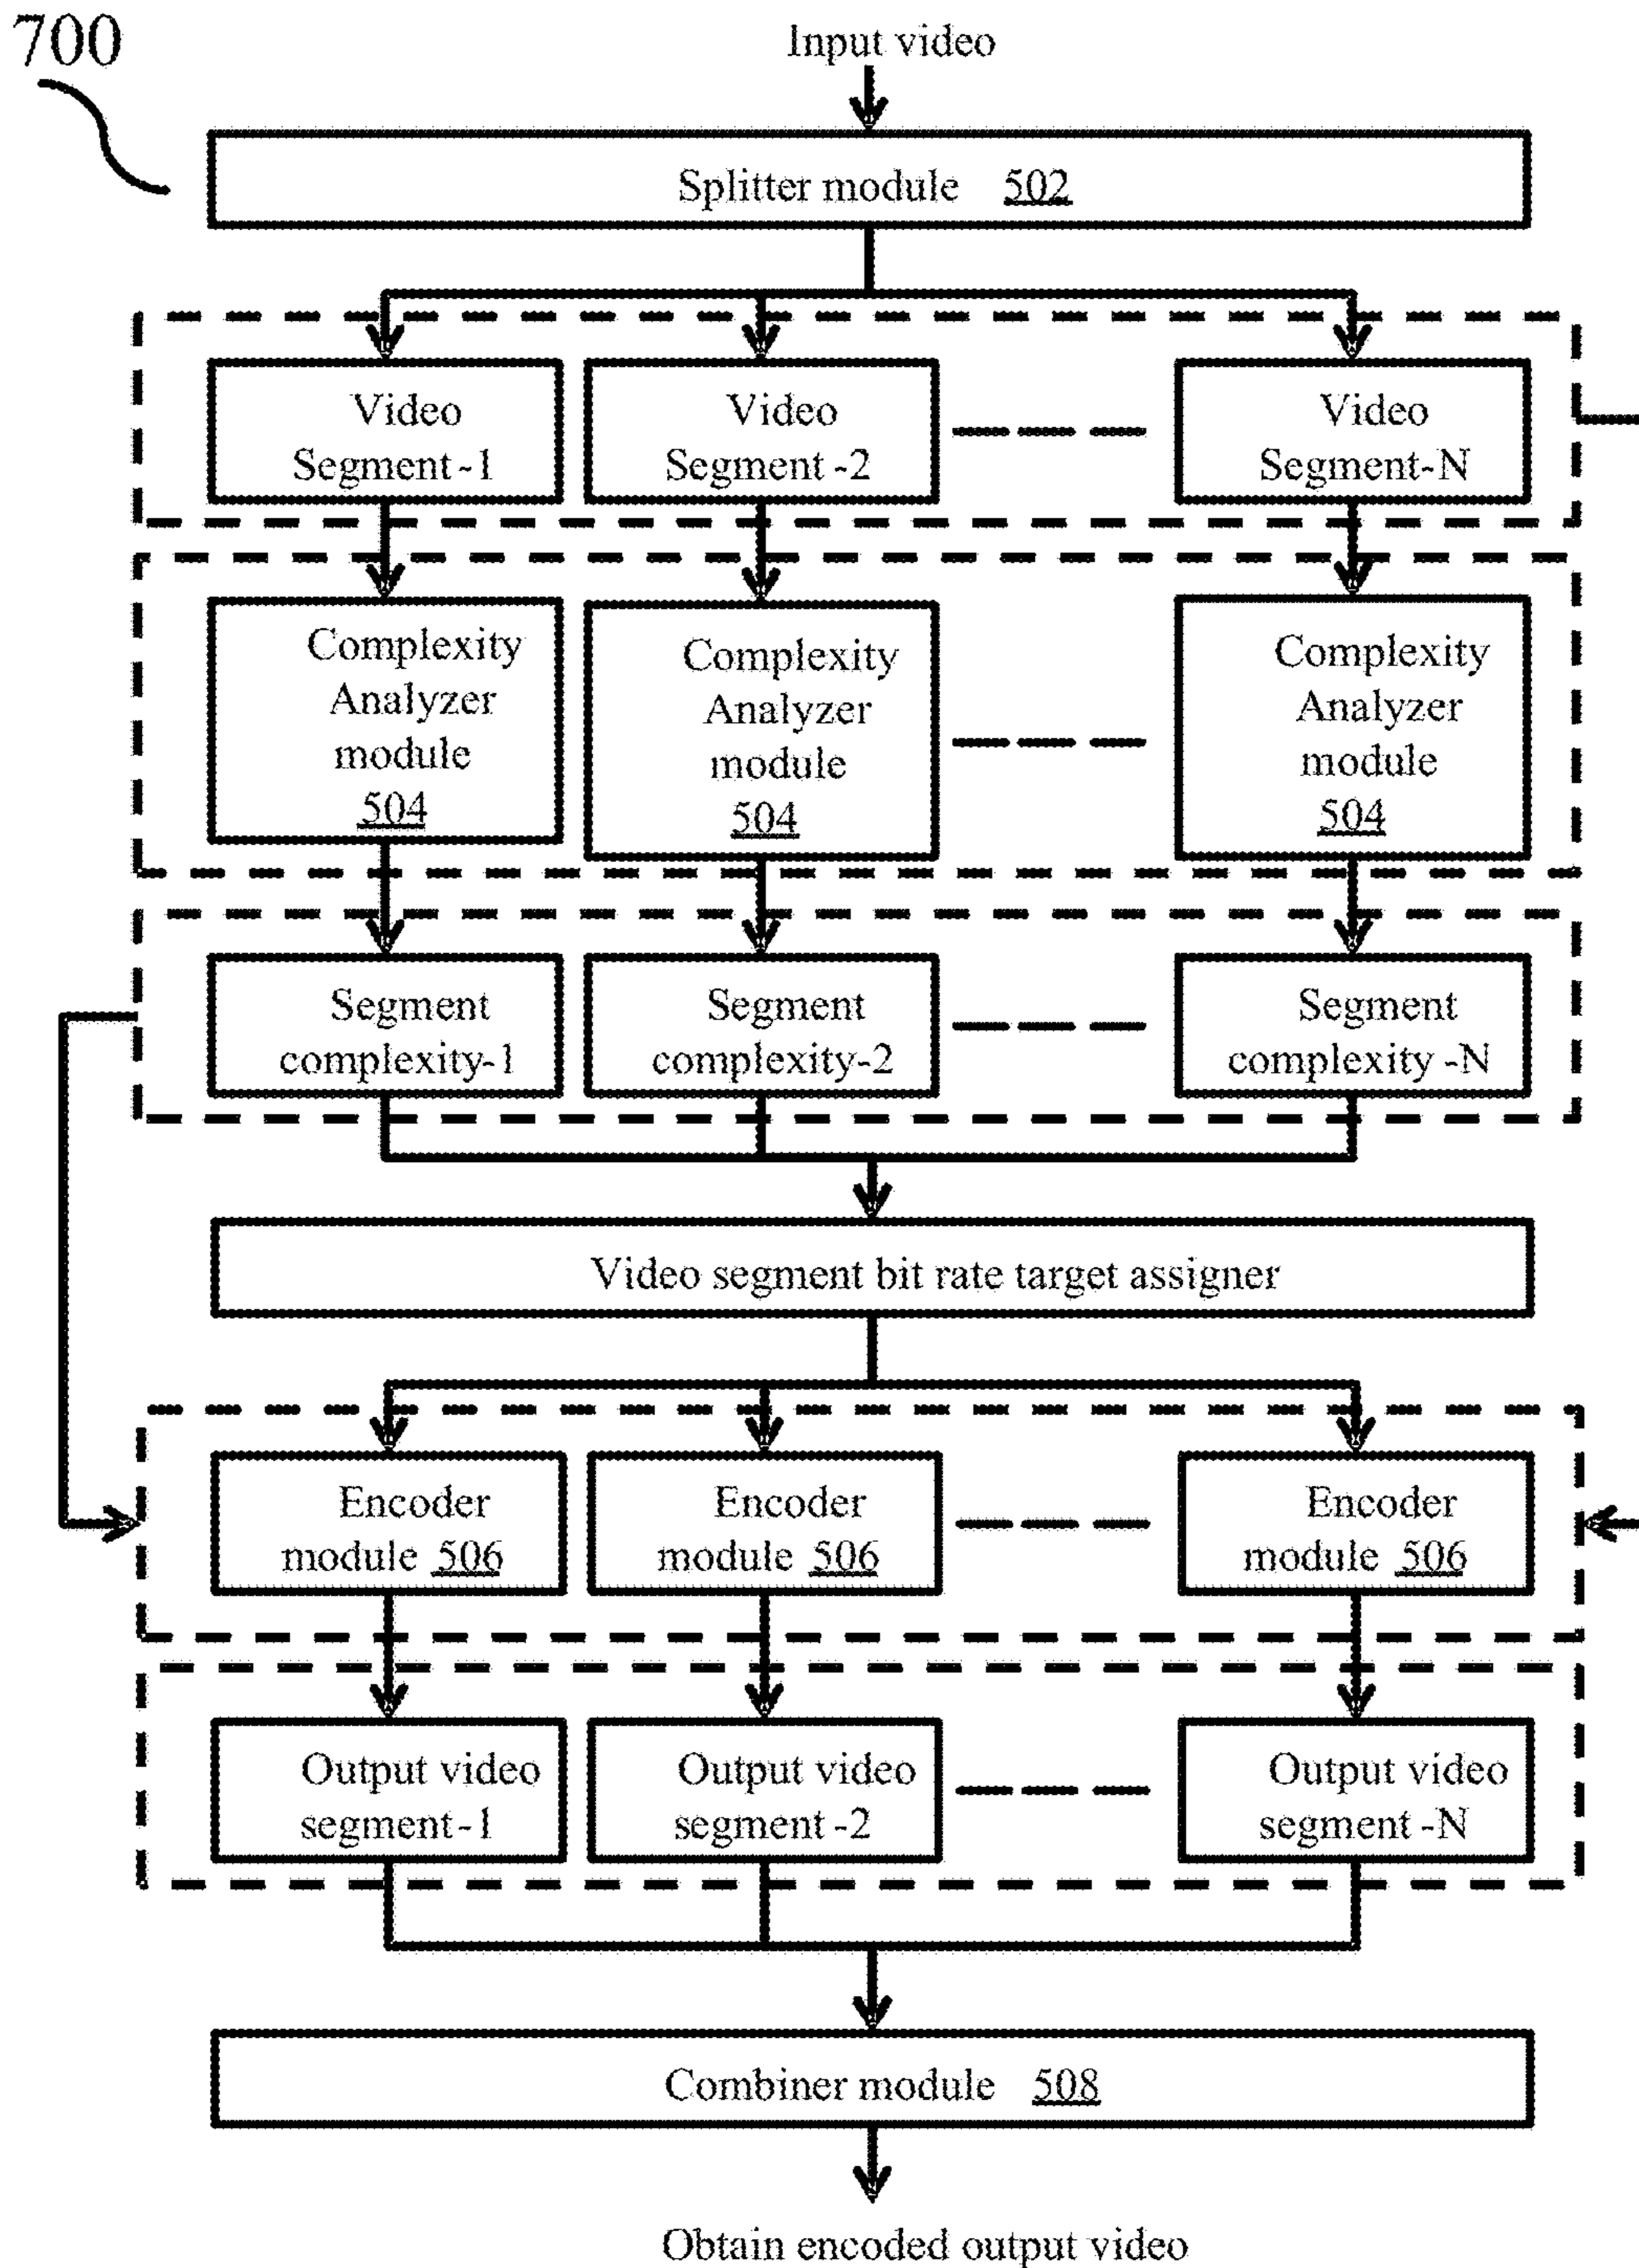 700
Input video
Splitter module 502
Video
Segment-1
Video
Segment-2
Video
Segment-N
Complexity
Analyzer
module
504
Complexity
Analyzer
module
504
Complexity
Analyzer
module
504
Segment
complexity-1
Segment
complexity-2
Segment
complexity-N
Video segment bit rate target assigner
Encoder
module 506
Encoder
module 506
Encoder
module 506
Output video
segment-1
Output video
segment-2
Output video
segment-N
Combiner module 508
Obtain encoded output video